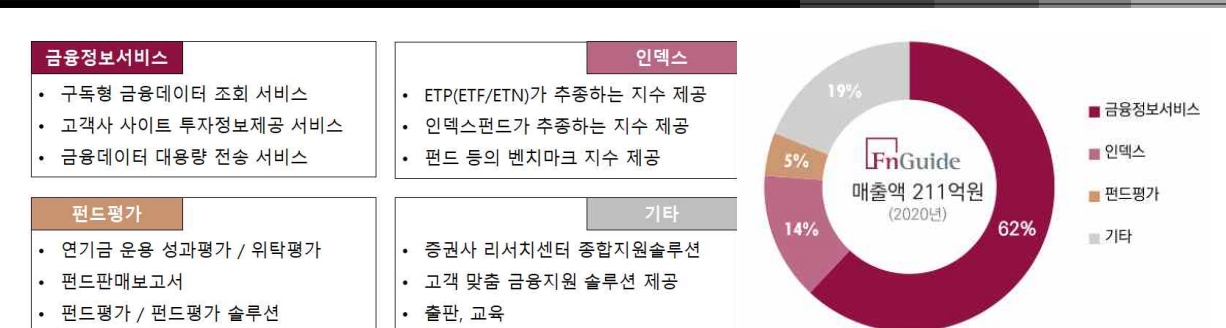 금융정보서비스
• 구독형 금융데이터 조회 서비스
• 고객사 사이트 투자정보제공 서비스
• 금융데이터 대용량 전송 서비스
인덱스
• ETP(ETF/ETN)가 추종하는 지수 제공
• 인덱스펀드가 추종하는 지수 제공
• 펀드 등의 벤치마크 지수 제공
펀드평가
• 연기금 운용 성과평가 / 위탁평가
• 펀드판매보고서
• 펀드평가 / 펀드평가 솔루션
기타
• 증권사 리서치센터 종합지원솔루션
• 고객 맞춤 금융지원 솔루션 제공
• 출판, 교육
19%
5%
14%
62%
FnGuide
매출액 211억원
(2020년)
금융정보서비스
인덱스
펀드평가
기타